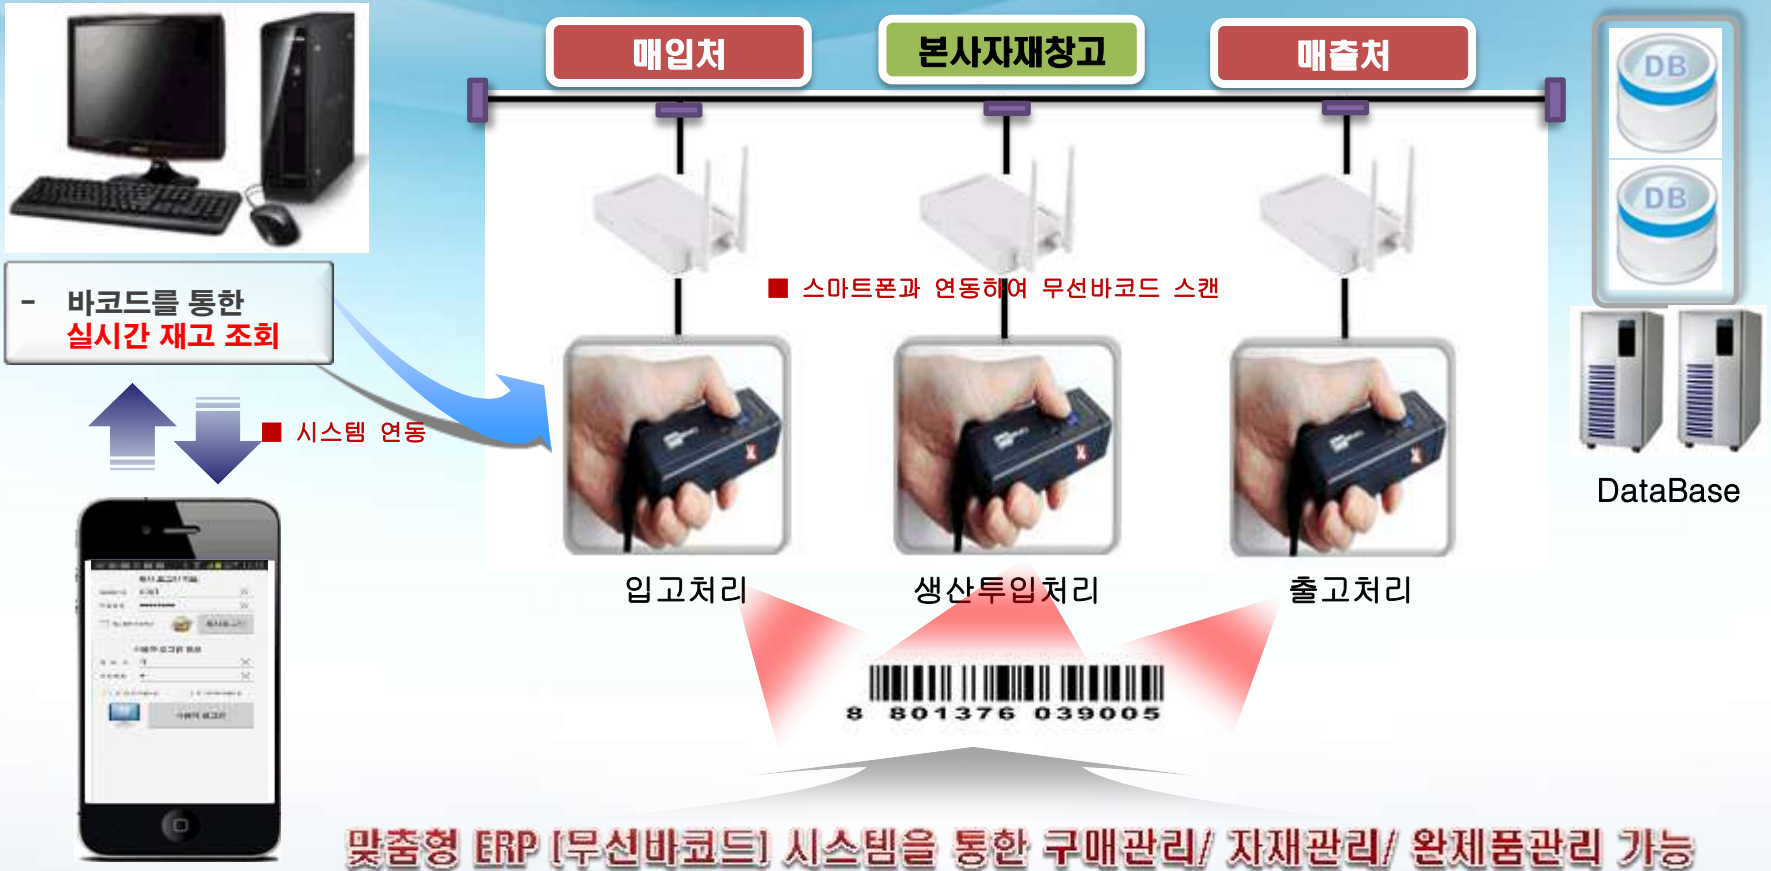 매입처
본사자재창고
매출처
DB
DB
- 바코드를 통한
실시간 재고 조회
■ 스마트폰과 연동하여 무선바코드 스캔
■ 시스템 연동
DataBase
입고처리
생산투입처리
출고처리
8 801376 039005
맞춤형 ERP (무선바코드) 시스템을 통한 구매관리/ 자재관리/ 완제품관리 가능